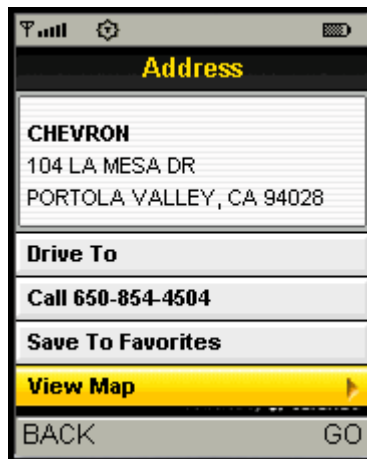 Address
CHEVRON
104 LA MESA DR
PORTOLA VALLEY, CA 94028
Drive To
Call 650-854-4504
Save To Favorites
View Map
BACK GO